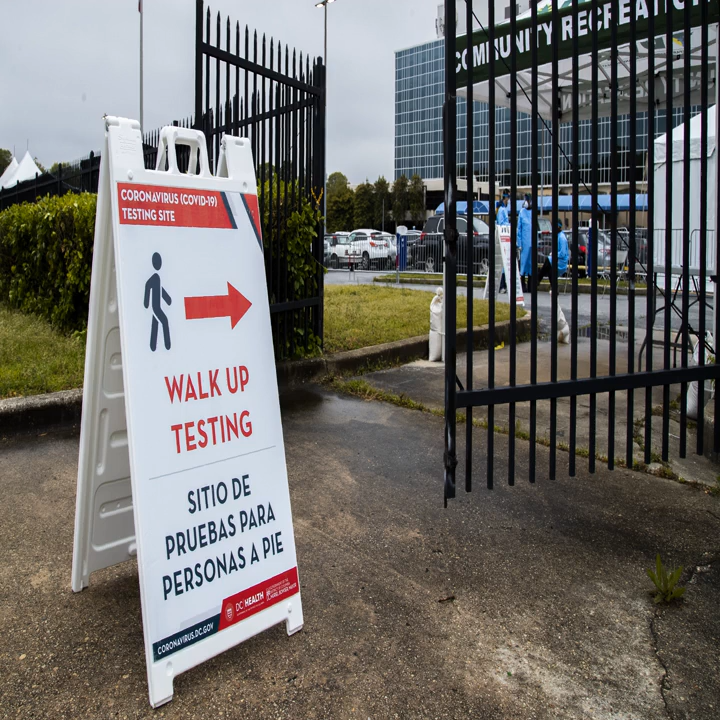 COMMUNITY RECREATION
CORONAVIRUS (COVID-19)
TESTING SITE
WALK UP
TESTING
SITIO DE
PRUEBAS PARA
PERSONAS A PIE
DC HEALTH
CORONAVIRUS.DC.GOV